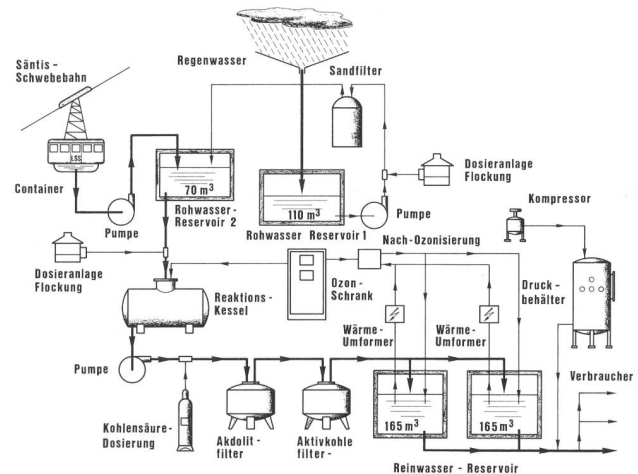 Säntis-
Schwebebahn
Regenwasser
Sandfilter
LSS
Container
Pumpe
70 m³
Rohwasser-
Reservoir 2
110 m³
Rohwasser Reservoir 1
Pumpe
Dosieranlage
Flockung
Kompressor
Nach-Ozonisierung
Dosieranlage
Flockung
Reaktions-
Kessel
Ozon-
Schrank
Druck-
behälter
Wärme-
Umformer
Wärme-
Umformer
Pumpe
Verbraucher
Kohlensäure-
Dosierung
Akdolit-
filter
Aktivkohle
filter-
165 m³
165 m³
Reinwasser - Reservoir